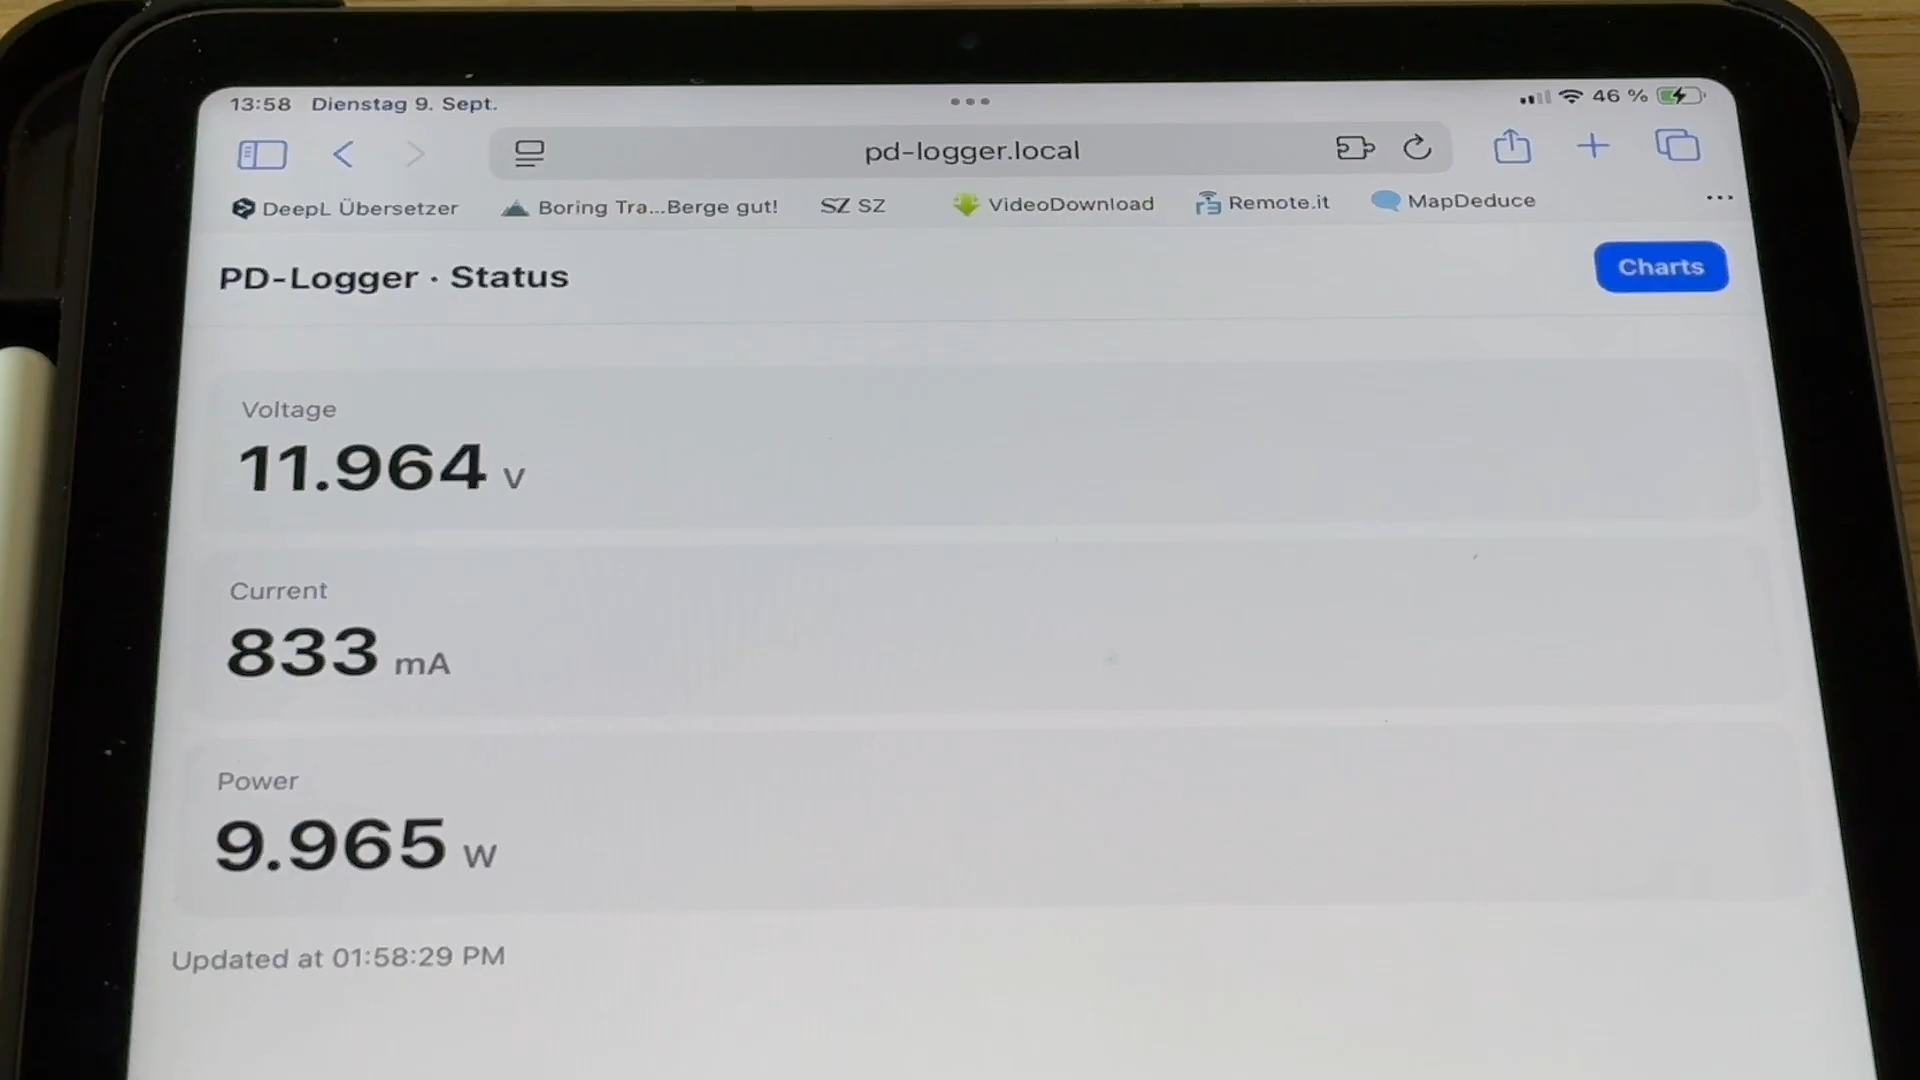 13:58 Dienstag 9. Sept. 46 %
pd-logger.local
DeepL Übersetzer Boring Tra...Berge gut! SZ SZ VideoDownload Remote.it MapDeduce
PD-Logger · Status Charts
Voltage
11.964 V
Current
833 mA
Power
9.965 W
Updated at 01:58:29 PM